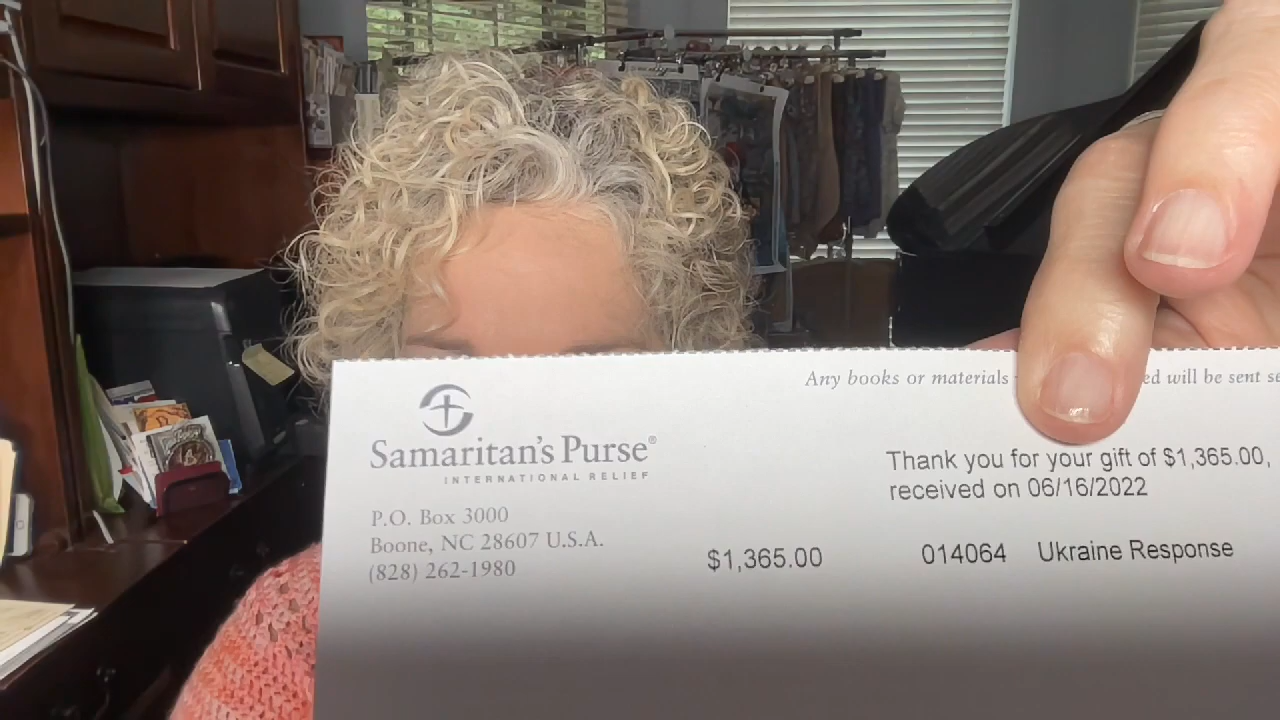 Any books or materials ed will be sent se
Samaritan's Purse®
INTERNATIONAL RELIEF
P.O. Box 3000
Boone, NC 28607 U.S.A.
(828) 262-1980
Thank you for your gift of $1,365.00,
received on 06/16/2022
$1,365.00 014064 Ukraine Response